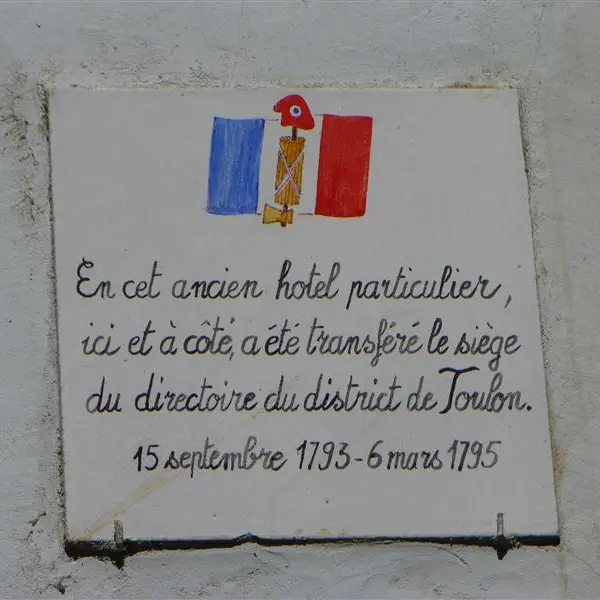 En cet ancien hotel particulier,
ici et à côté, a été transféré le siège
du directoire du district de Toulon.
15 septembre 1793 - 6 mars 1795